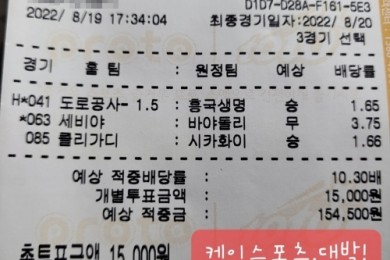 D1D7-D28A-F161-5E3
2022/ 8/19 17:34:04 최종경기일자:2022/ 8/20
3경기 선택
경기 홈 팀 : 원정팀 예상 배당률
H*041 도로공사- 1.5 : 흥국생명 승 1.65
*063 세비야 : 바야돌리 무 3.75
085 콜리가디 : 시카화이 승 1.66
예상 적중배당률 : 10.30배
개별투표금액 : 15,000원
예상 적중금 : 154,500원
총투표금액 15,000원
케이스포츠.대박!